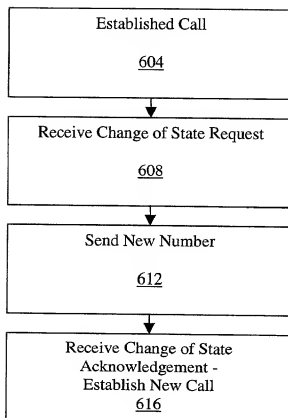 Established Call
604
Receive Change of State Request
608
Send New Number
612
Receive Change of State
Acknowledgement -
Establish New Call
616